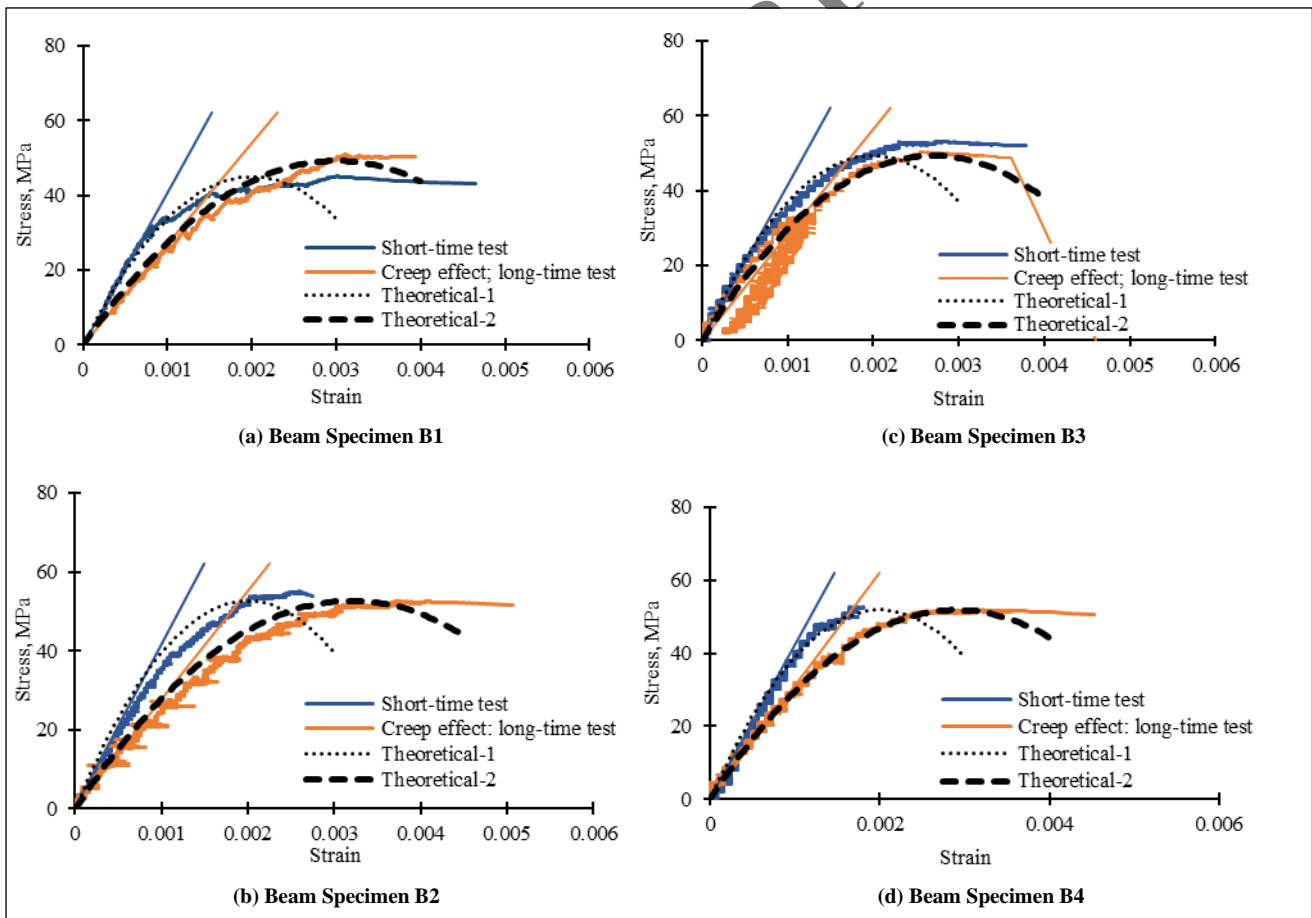 80
60
40
20
0
Stress, MPa
0 0.001 0.002 0.003 0.004 0.005 0.006
Strain
Short-time test
Creep effect; long-time test
Theoretical-1
Theoretical-2
(a) Beam Specimen B1
80
60
40
20
0
Stress, MPa
0 0.001 0.002 0.003 0.004 0.005 0.006
Strain
Short-time test
Creep effect; long-time test
Theoretical-1
Theoretical-2
(c) Beam Specimen B3
80
60
40
20
0
Stress, MPa
0 0.001 0.002 0.003 0.004 0.005 0.006
Strain
Short-time test
Creep effect: long-time test
Theoretical-1
Theoretical-2
(b) Beam Specimen B2
80
60
40
20
0
Stress, MPa
0 0.002 0.004 0.006
Strain
Short-time test
Creep effect: long-time test
Theoretical-1
Theoretical-2
(d) Beam Specimen B4